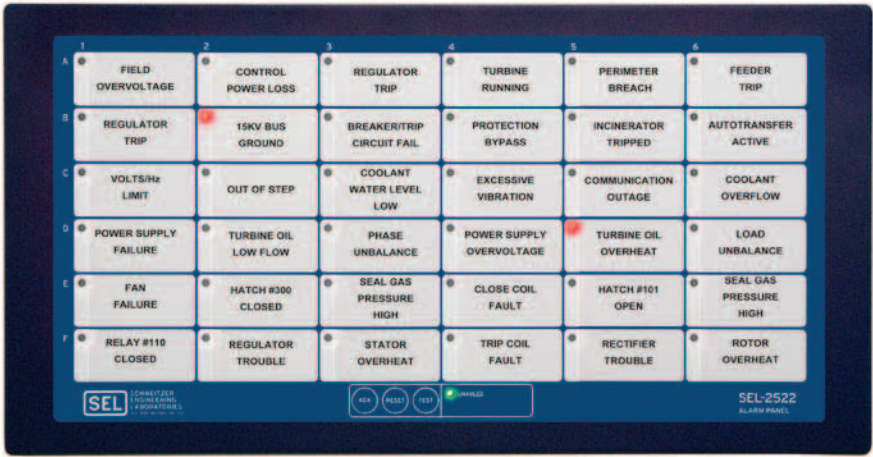 1 2 3 4 5 6
A
FIELD
OVERVOLTAGE
CONTROL
POWER LOSS
REGULATOR
TRIP
TURBINE
RUNNING
PERIMETER
BREACH
FEEDER
TRIP
B
REGULATOR
TRIP
15KV BUS
GROUND
BREAKER/TRIP
CIRCUIT FAIL
PROTECTION
BYPASS
INCINERATOR
TRIPPED
AUTOTRANSFER
ACTIVE
C
VOLTS/Hz
LIMIT
OUT OF STEP
COOLANT
WATER LEVEL
LOW
EXCESSIVE
VIBRATION
COMMUNICATION
OUTAGE
COOLANT
OVERFLOW
D
POWER SUPPLY
FAILURE
TURBINE OIL
LOW FLOW
PHASE
UNBALANCE
POWER SUPPLY
OVERVOLTAGE
TURBINE OIL
OVERHEAT
LOAD
UNBALANCE
E
FAN
FAILURE
HATCH #300
CLOSED
SEAL GAS
PRESSURE
HIGH
CLOSE COIL
FAULT
HATCH #101
OPEN
SEAL GAS
PRESSURE
HIGH
F
RELAY #110
CLOSED
REGULATOR
TROUBLE
STATOR
OVERHEAT
TRIP COIL
FAULT
RECTIFIER
TROUBLE
ROTOR
OVERHEAT
SEL
SCHWEITZER
ENGINEERING
LABORATORIES
ACK RESET TEST
ENABLED
SEL-2522
ALARM PANEL